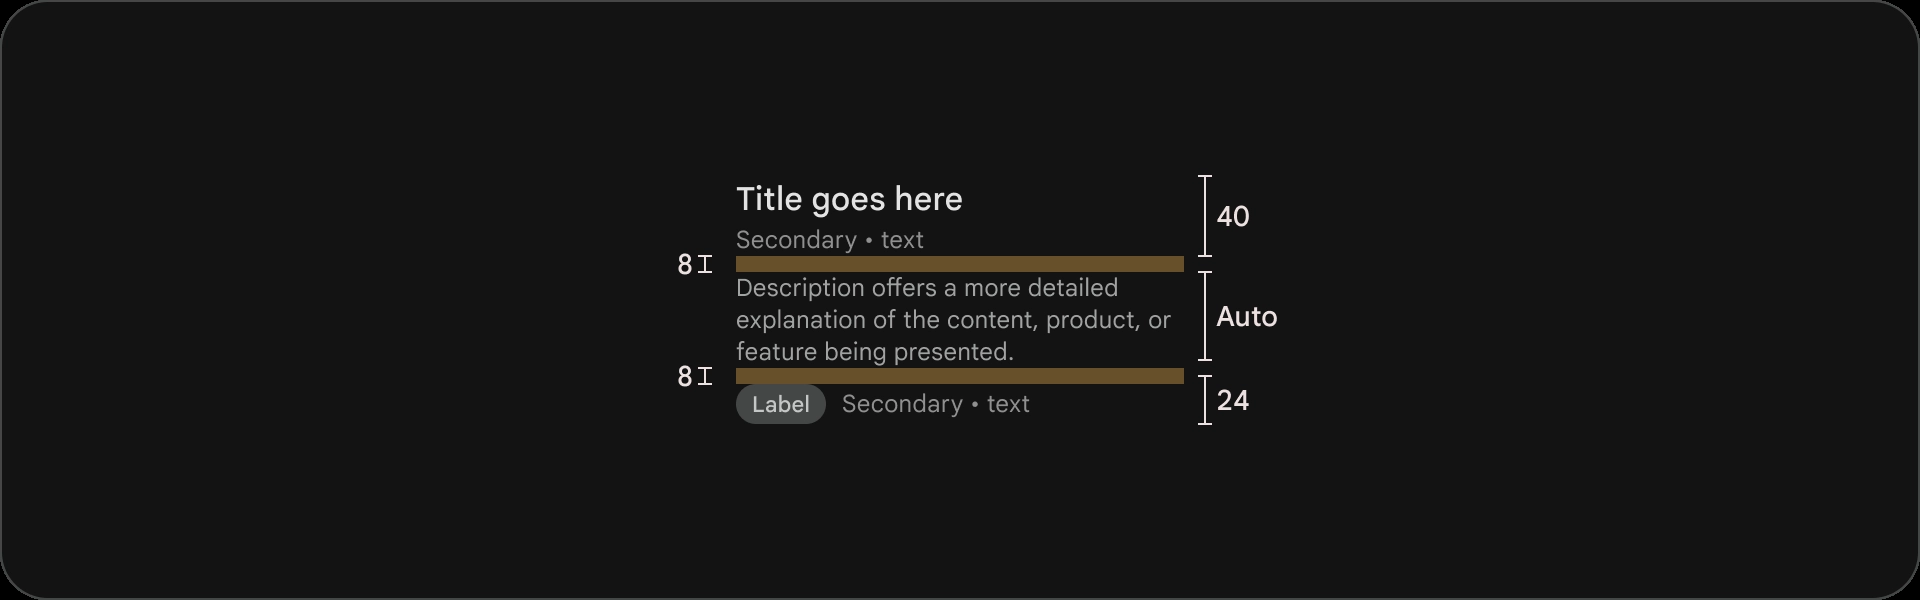 Title goes here
40
Secondary • text
8
Description offers a more detailed
explanation of the content, product, or
feature being presented.
Auto
8
Label
Secondary • text
24